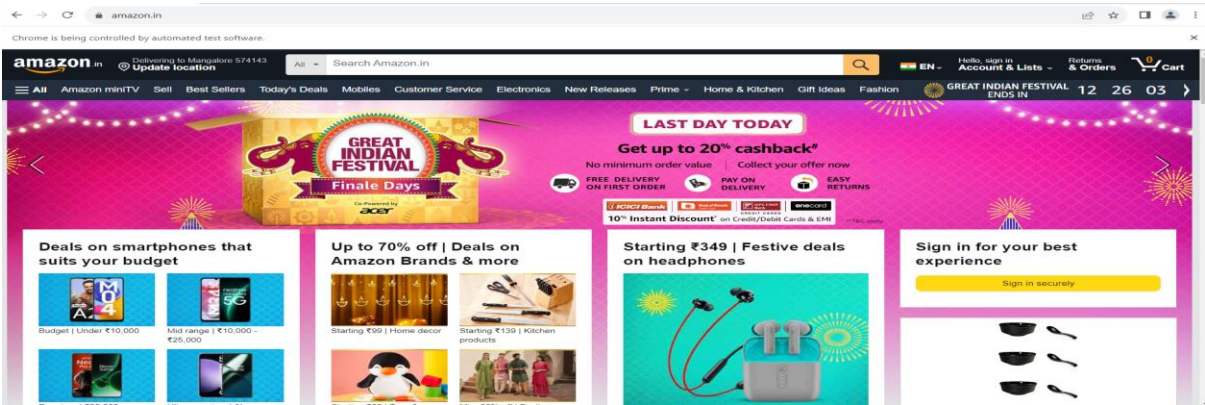 amazon.in
Chrome is being controlled by automated test software.
amazon.in
Delivering to Mangalore 574143
Update location
All
Search Amazon.in
EN
Hello, sign in
Account & Lists
Returns
& Orders
0
Cart
All Amazon miniTV Sell Best Sellers Today's Deals Mobiles Customer Service Electronics New Releases Prime Home & Kitchen Gift Ideas Fashion
GREAT INDIAN FESTIVAL
ENDS IN
12 26 03
GREAT
INDIAN
FESTIVAL
Finale Days
Co-Powered by
acer
LAST DAY TODAY
Get up to 20% cashback#
No minimum order value | Collect your offer now
FREE DELIVERY
ON FIRST ORDER
PAY ON
DELIVERY
EASY
RETURNS
ICICI Bank
onecard
10% Instant Discount* on Credit/Debit Cards & EMI
Deals on smartphones that
suits your budget
Budget | Under ₹10,000
Mid range | ₹10,000 -
₹25,000
Up to 70% off | Deals on
Amazon Brands & more
Starting ₹99 | Home decor
Starting ₹139 | Kitchen
products
Starting ₹349 | Festive deals
on headphones
Sign in for your best
experience
Sign in securely